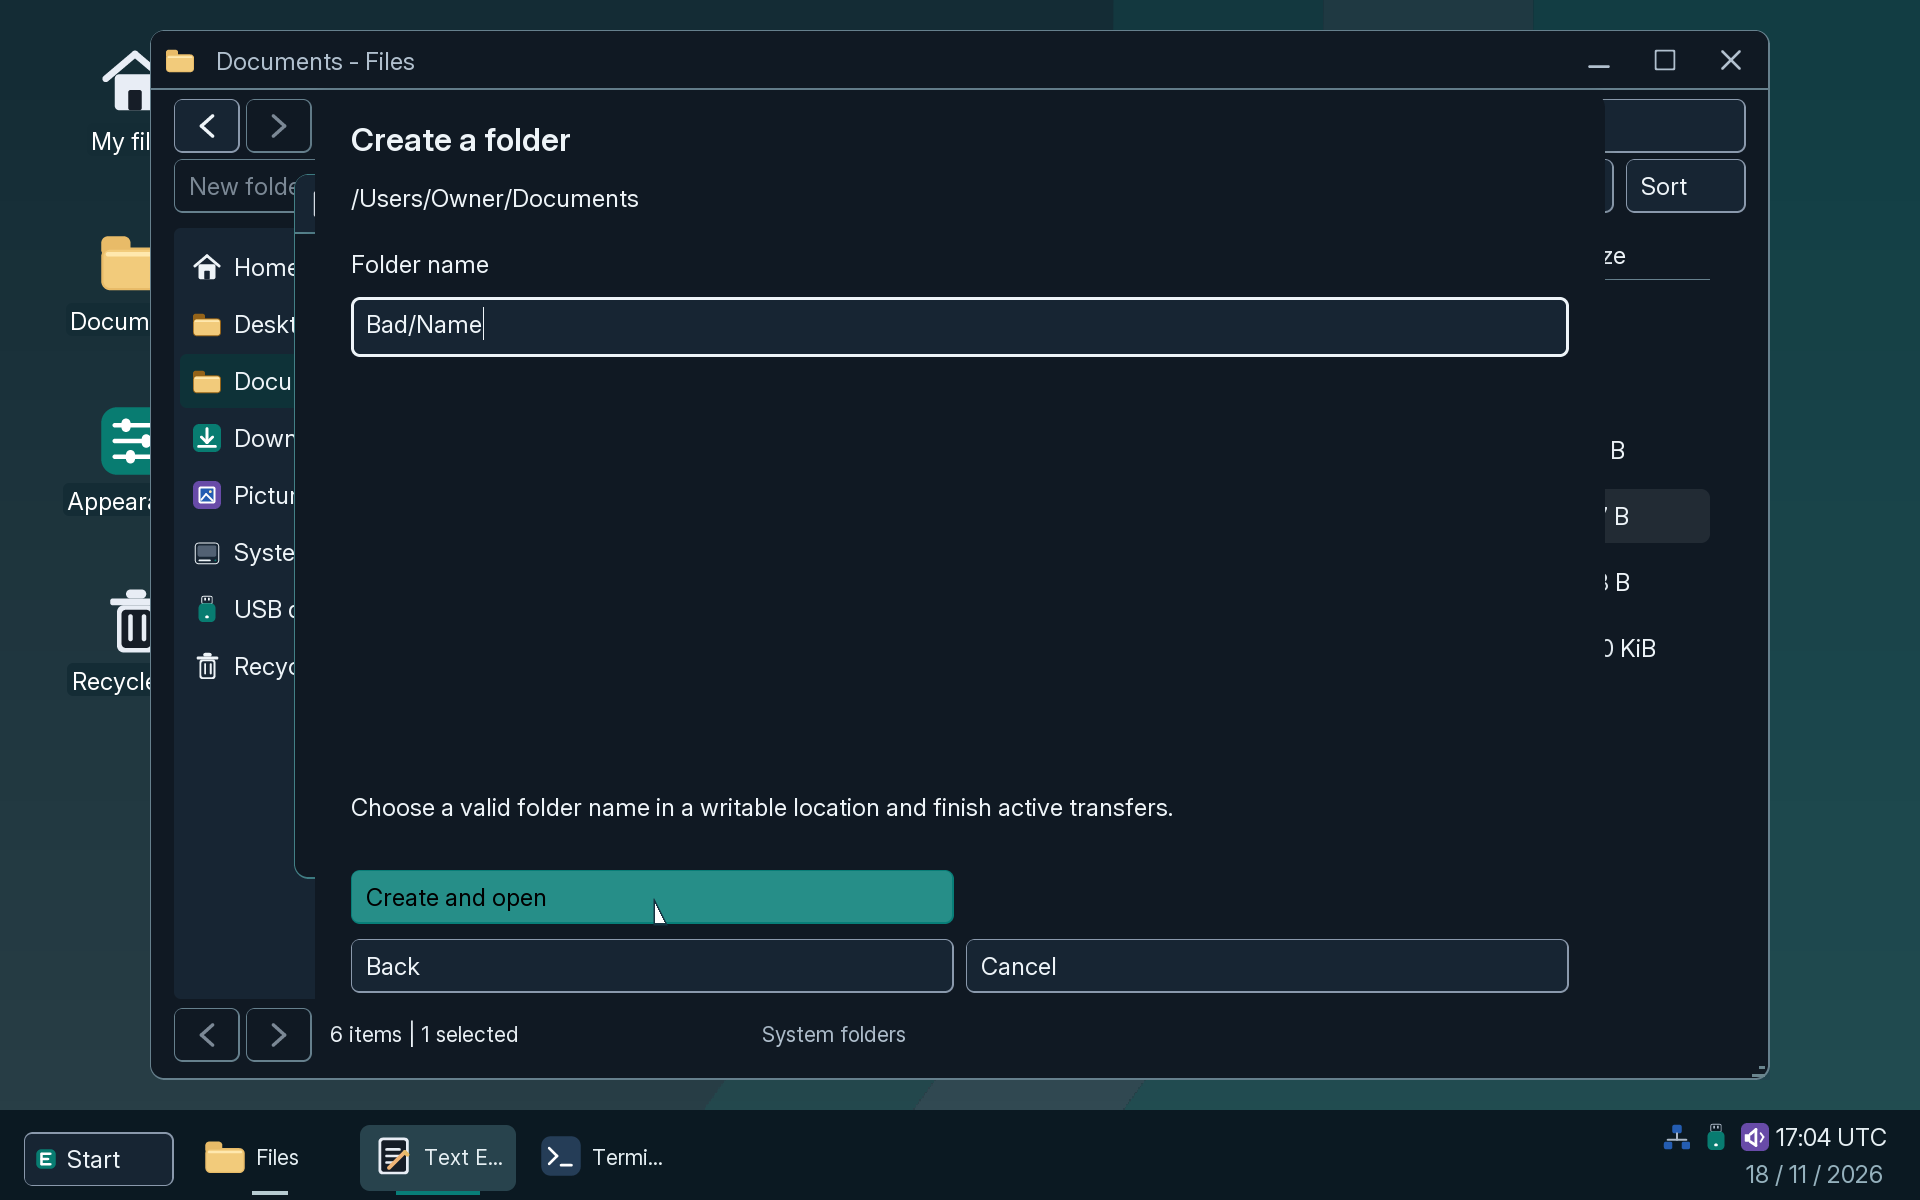 My fil
Docum
Appeara
Recycle
Documents - Files
New folde
Sort
Home
Deskt
Docu
Down
Pictur
Syste
USB
Recyc
Create a folder
/Users/Owner/Documents
Folder name
Bad/Name
ze
B
B
B
KiB
Choose a valid folder name in a writable location and finish active transfers.
Create and open
Back
Cancel
6 items | 1 selected
System folders
E Start
Files
Text E...
Termi...
17:04 UTC
18 / 11 / 2026